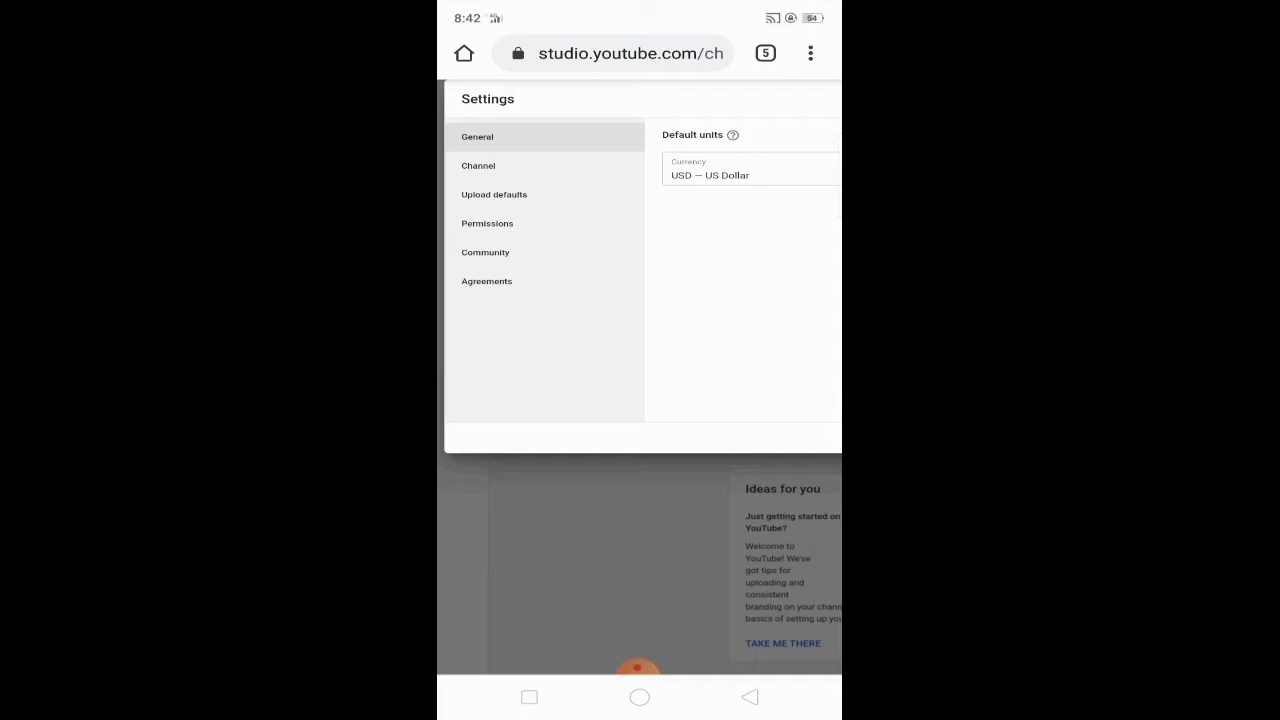 8:42 4G 54
studio.youtube.com/ch 5
Settings
General
Channel
Upload defaults
Permissions
Community
Agreements
Default units ?
Currency
USD — US Dollar
Ideas for you
Just getting started on
YouTube?
Welcome to
YouTube! We've
got tips for
uploading and
consistent
branding on your chann
basics of setting up you
TAKE ME THERE